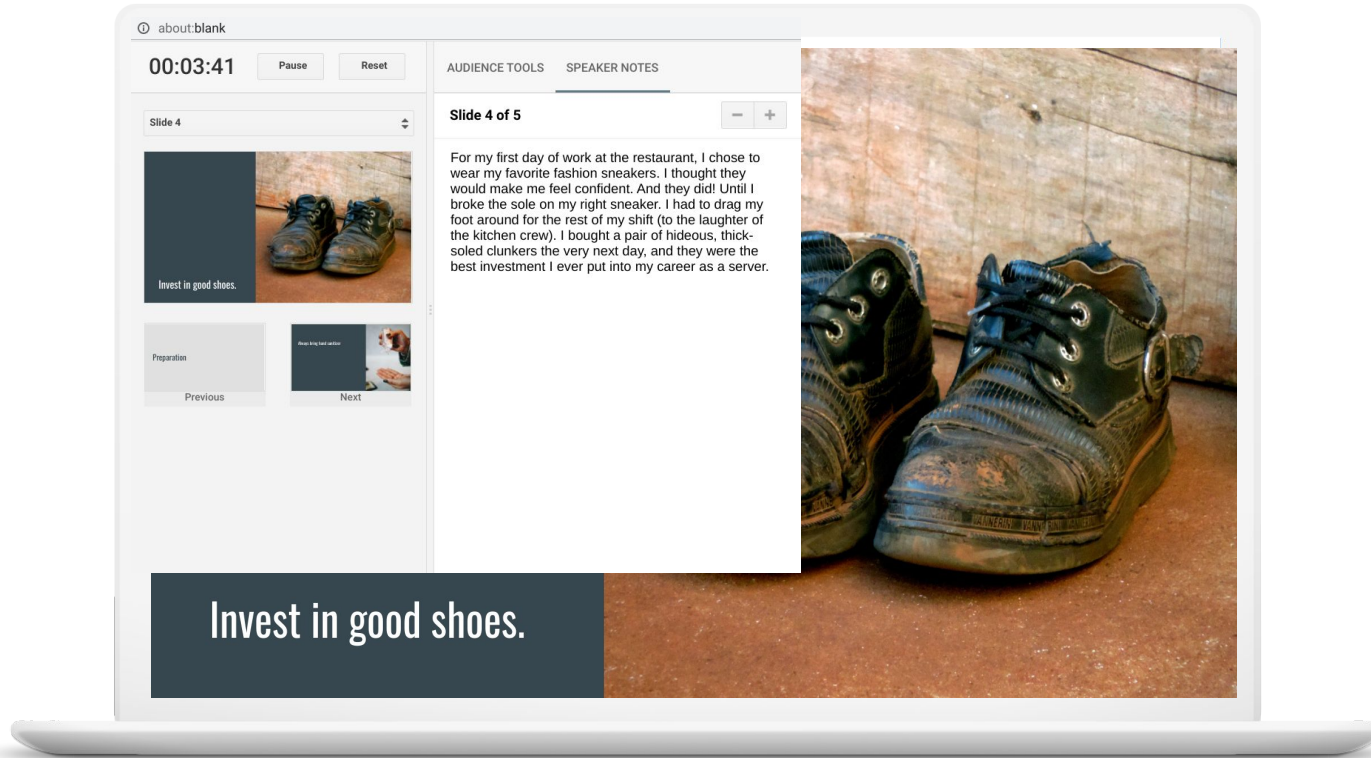 about:blank
00:03:41
Pause
Reset
Slide 4
Invest in good shoes.
Preparation
Previous
Always bring hand sanitizer
Next
AUDIENCE TOOLS
SPEAKER NOTES
Slide 4 of 5
For my first day of work at the restaurant, I chose to
wear my favorite fashion sneakers. I thought they
would make me feel confident. And they did! Until I
broke the sole on my right sneaker. I had to drag my
foot around for the rest of my shift (to the laughter of
the kitchen crew). I bought a pair of hideous, thick-
soled clunkers the very next day, and they were the
best investment I ever put into my career as a server.
Invest in good shoes.